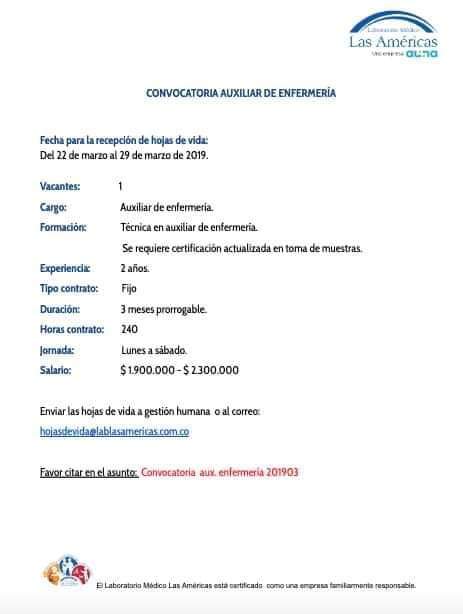 Laboratorio Médico
Las Américas
Una empresa auna
CONVOCATORIA AUXILIAR DE ENFERMERÍA
Fecha para la recepción de hojas de vida:
Del 22 de marzo al 29 de marzo de 2019.
Vacantes: 1
Cargo: Auxiliar de enfermería.
Formación: Técnica en auxiliar de enfermería.
Se requiere certificación actualizada en toma de muestras.
Experiencia: 2 años.
Tipo contrato: Fijo
Duración: 3 meses prorrogable.
Horas contrato: 240
Jornada: Lunes a sábado.
Salario: $ 1.900.000 – $ 2.300.000
Enviar las hojas de vida a gestión humana o al correo:
hojasdevida@lablasamericas.com.co
Favor citar en el asunto: Convocatoria aux. enfermería 201903
El Laboratorio Médico Las Américas está certificado como una empresa familiarmente responsable.